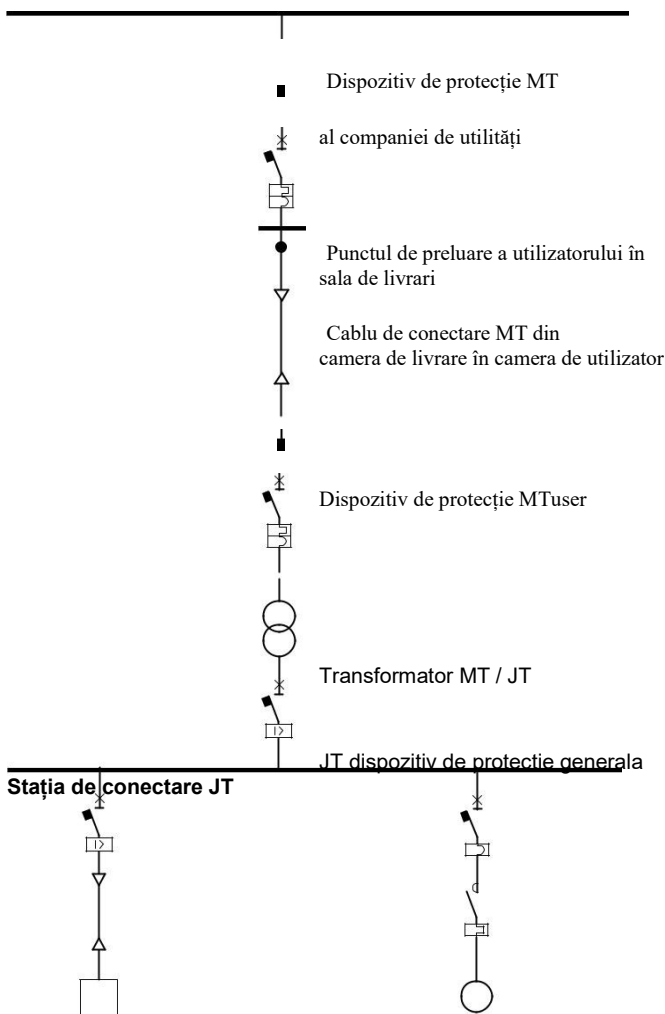 Dispozitiv de protecție MT
al companiei de utilități
Punctul de preluare a utilizatorului în
sala de livrari
Cablu de conectare MT din
camera de livrare în camera de utilizator
Dispozitiv de protecție MTuser
Transformator MT / JT
JT dispozitiv de protectie generala
Stația de conectare JT